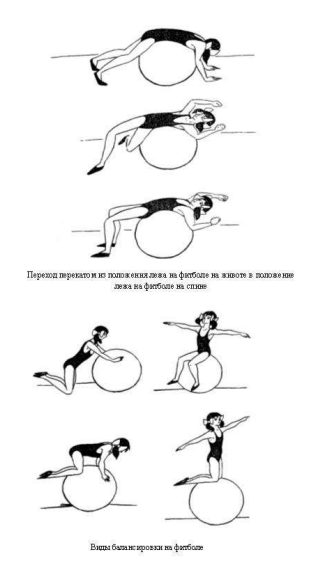 Переход перекатом из положения лежа на фитболе на животе в положение
лежа на фитболе на спине
Виды балансировки на фитболе